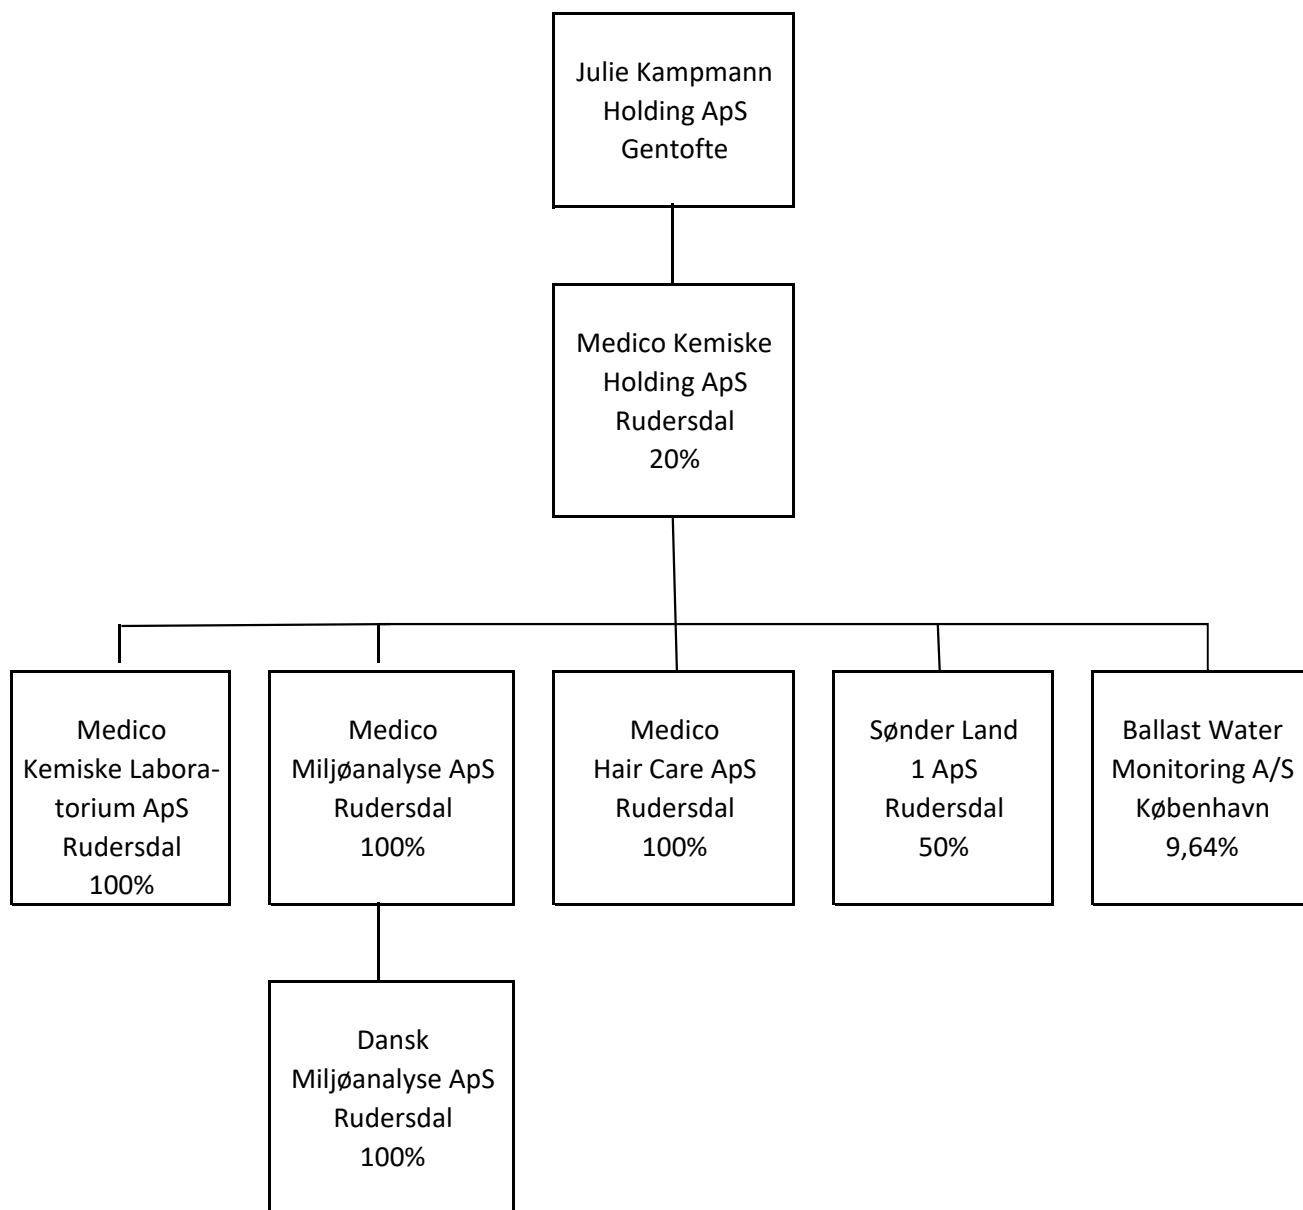 Julie Kampmann
Holding ApS
Gentofte
Medico Kemiske
Holding ApS
Rudersdal
20%
Medico
Kemiske Labora-
torium ApS
Rudersdal
100%
Medico
Miljøanalyse ApS
Rudersdal
100%
Medico
Hair Care ApS
Rudersdal
100%
Sønder Land
1 ApS
Rudersdal
50%
Ballast Water
Monitoring A/S
København
9,64%
Dansk
Miljøanalyse ApS
Rudersdal
100%